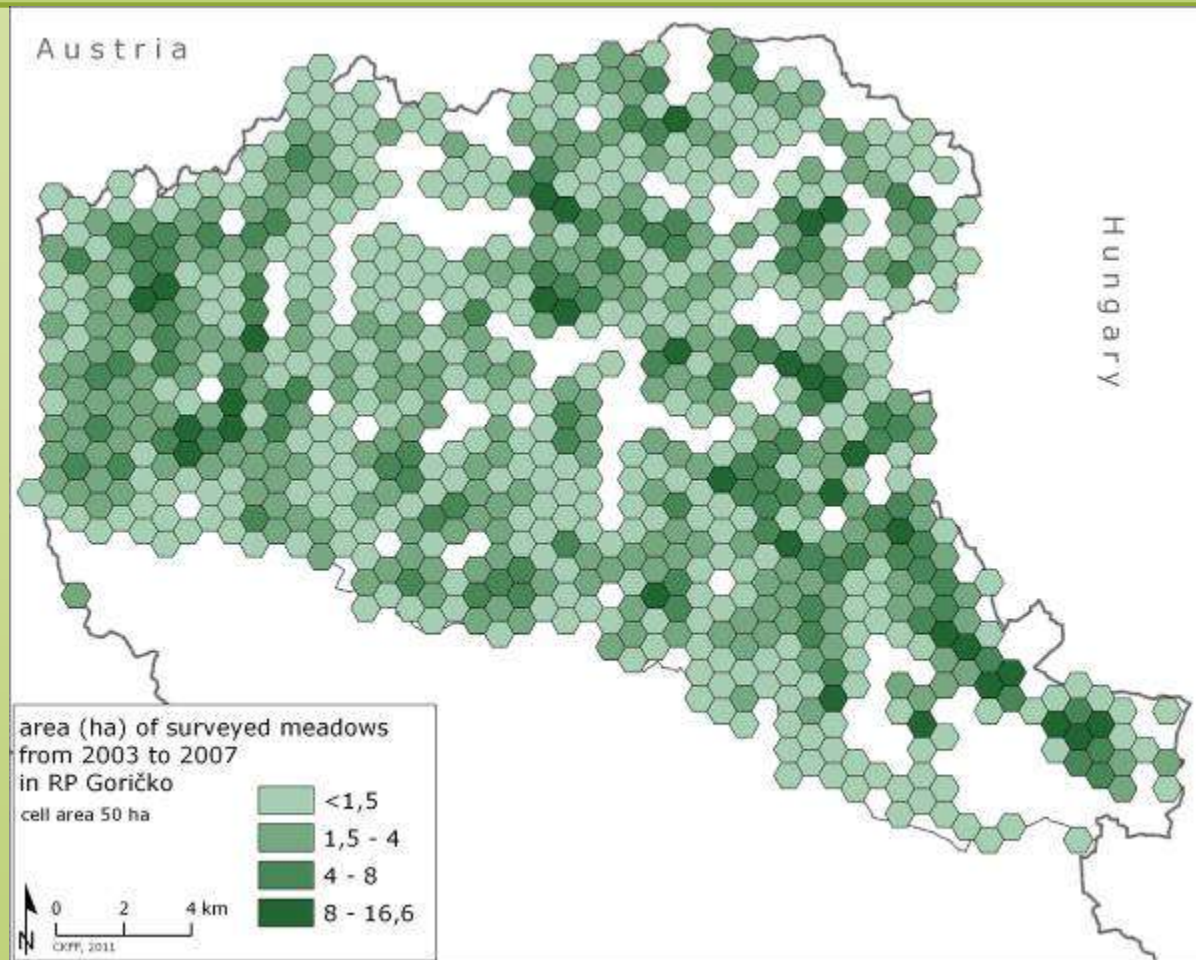 Austria
Hungary
area (ha) of surveyed meadows
from 2003 to 2007
in RP Goričko
cell area 50 ha
<1,5
1,5 - 4
4 - 8
8 - 16,6
0 2 4 km
N
CKFF, 2011